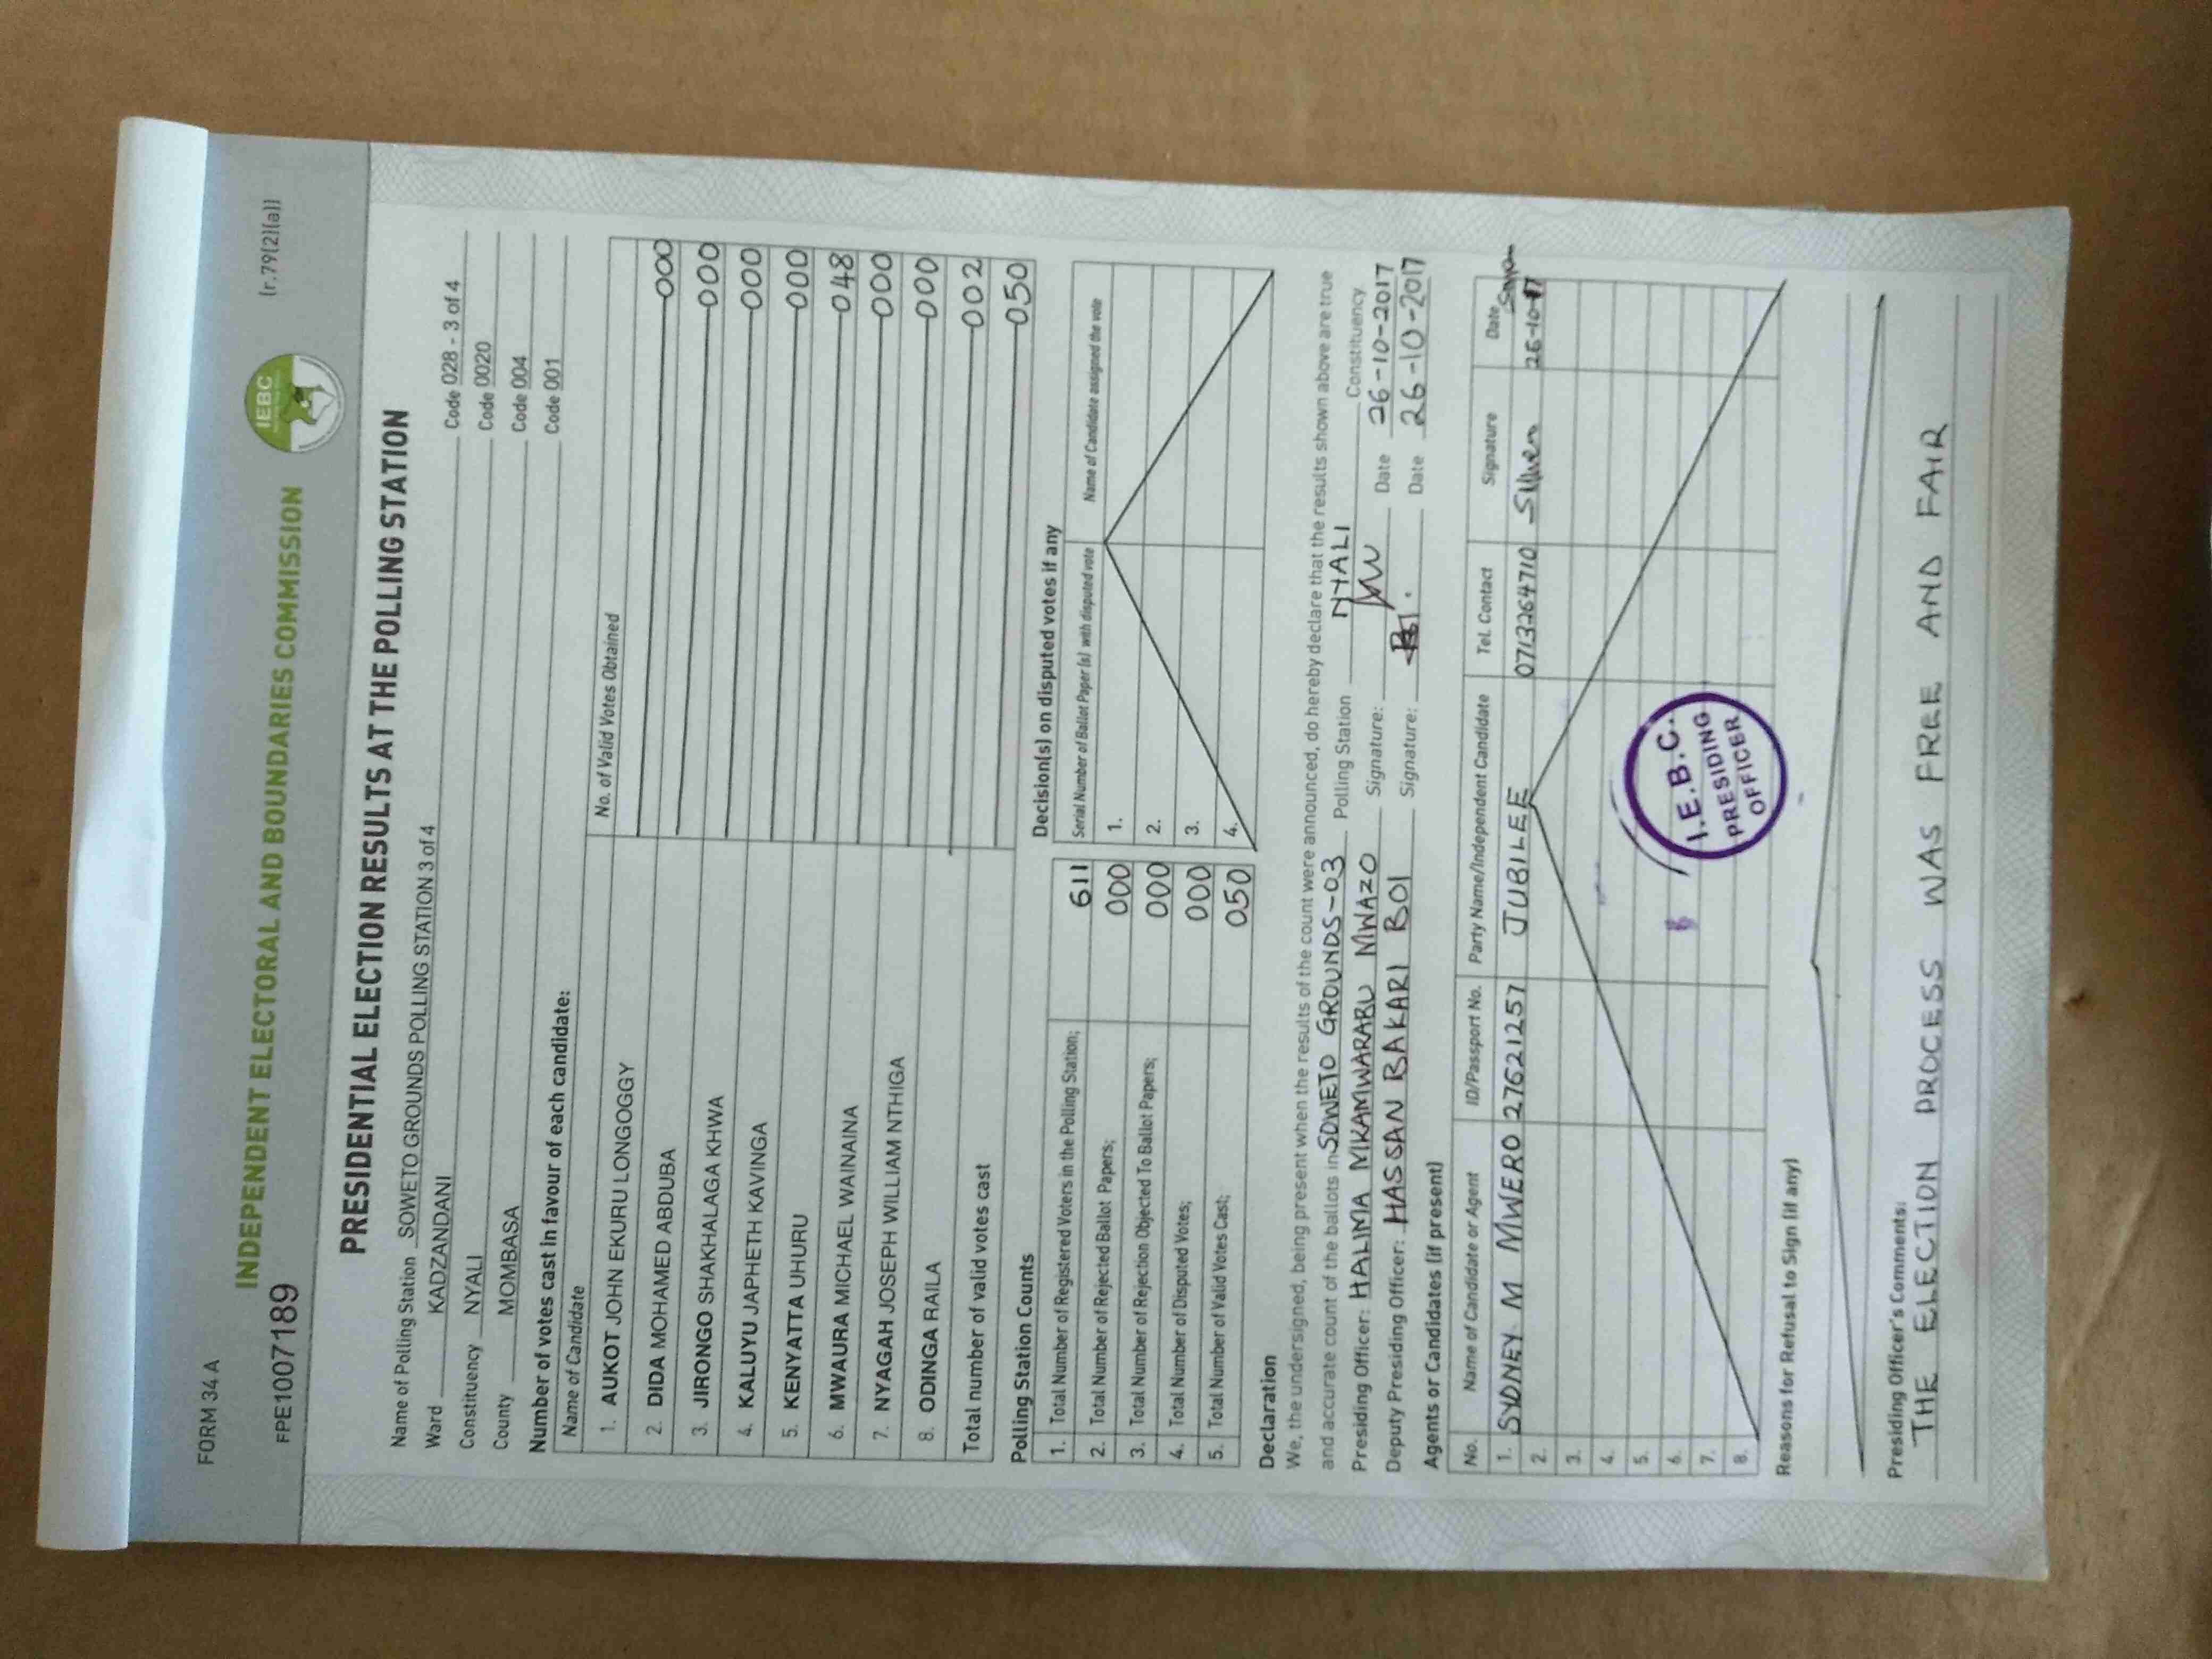 FORM 34 A
INDEPENDENT ELECTORAL AND BOUNDARIES COMMISSION
IEBC
(r.79(2)(a))
FPE1007189
PRESIDENTIAL ELECTION RESULTS AT THE POLLING STATION
Name of Polling Station SOWETO GROUNDS POLLING STATION 3 of 4 Code 028 - 3 of 4
Ward KADZANDANI Code 0020
Constituency NYALI Code 004
County MOMBASA Code 001
Number of votes cast in favour of each candidate:
Name of Candidate No. of Valid Votes Obtained
1. AUKOT JOHN EKURU LONGOGGY 000
2. DIDA MOHAMED ABDUBA 000
3. JIRONGO SHAKHALAGA KHWA 000
4. KALUYU JAPHETH KAVINGA 000
5. KENYATTA UHURU 048
6. MWAURA MICHAEL WAINAINA 000
7. NYAGAH JOSEPH WILLIAM NTHIGA 000
8. ODINGA RAILA 002
Total number of valid votes cast 050
Polling Station Counts
1. Total Number of Registered Voters in the Polling Station; 611
2. Total Number of Rejected Ballot Papers; 000
3. Total Number of Rejection Objected To Ballot Papers; 000
4. Total Number of Disputed Votes; 000
5. Total Number of Valid Votes Cast; 050
Decision(s) on disputed votes if any
Serial Number of Ballot Paper (s) with disputed vote Name of Candidate assigned the vote
1.
2.
3.
4.
Declaration
We, the undersigned, being present when the results of the count were announced, do hereby declare that the results shown above are true
and accurate count of the ballots in SOWETO GROUNDS-03 Polling Station NYALI Constituency
Presiding Officer: HALIMA MKAMWARABU MWAZO Signature: Date 26-10-2017
Deputy Presiding Officer: HASSAN BAKARI BOI Signature: Date 26-10-2017
Agents or Candidates (if present)
No. Name of Candidate or Agent ID/Passport No. Party Name/Independent Candidate Tel. Contact Signature Date
1. SYDNEY M MWERO 27621257 JUBILEE 0713264710 26-10-17
2.
3.
4.
5.
6.
7.
8.
I.E.B.C.
PRESIDING
OFFICER
Reasons for Refusal to Sign (if any)
Presiding Officer's Comments:
THE ELECTION PROCESS WAS FREE AND FAIR